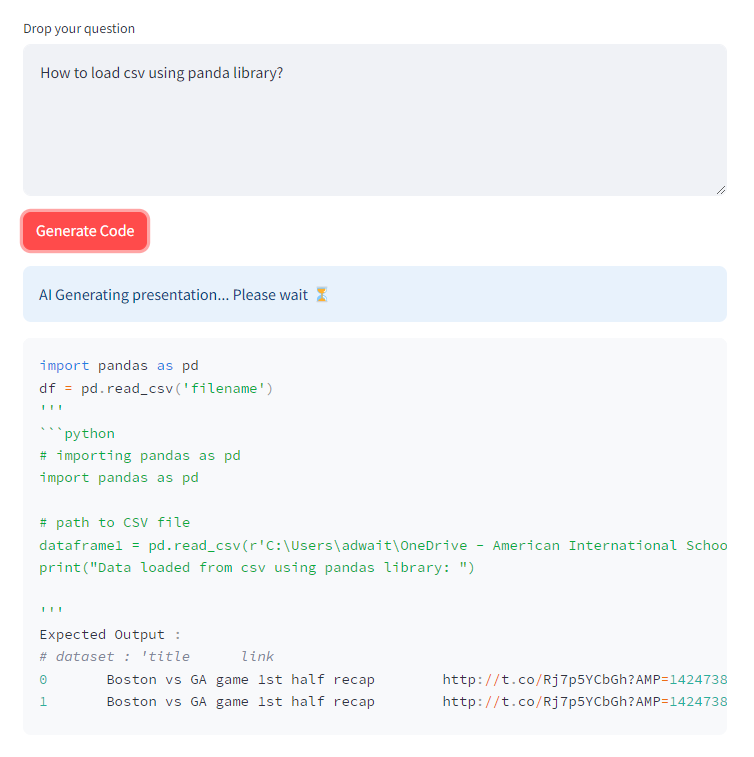 Drop your question
How to load csv using panda library?
Generate Code
AI Generating presentation... Please wait ⏳
import pandas as pd
df = pd.read_csv('filename')
'''
```python
# importing pandas as pd
import pandas as pd
# path to CSV file
dataframe1 = pd.read_csv(r'C:\Users\adwait\OneDrive - American International Schoo
print("Data loaded from csv using pandas library: ")
'''
Expected Output :
# dataset : 'title      link
0       Boston vs GA game 1st half recap        http://t.co/Rj7p5YCbGh?AMP=1424738
1       Boston vs GA game 1st half recap        http://t.co/Rj7p5YCbGh?AMP=1424738